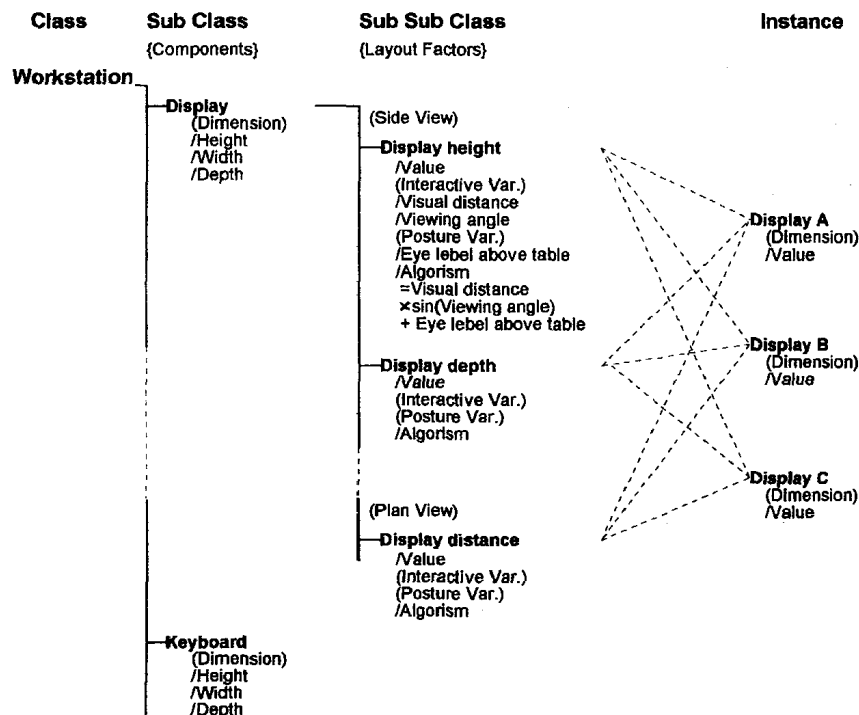 Class Sub Class Sub Sub Class Instance
{Components} {Layout Factors}
Workstation
Display
(Dimension)
/Height
/Width
/Depth
(Side View)
Display height
/Value
(Interactive Var.)
/Visual distance
/Viewing angle
(Posture Var.)
/Eye lebel above table
/Algorism
=Visual distance
×sin(Viewing angle)
+ Eye lebel above table
Display depth
/Value
(Interactive Var.)
(Posture Var.)
/Algorism
(Plan View)
Display distance
/Value
(Interactive Var.)
(Posture Var.)
/Algorism
Keyboard
(Dimension)
/Height
/Width
/Depth
Display A
(Dimension)
/Value
Display B
(Dimension)
/Value
Display C
(Dimension)
/Value